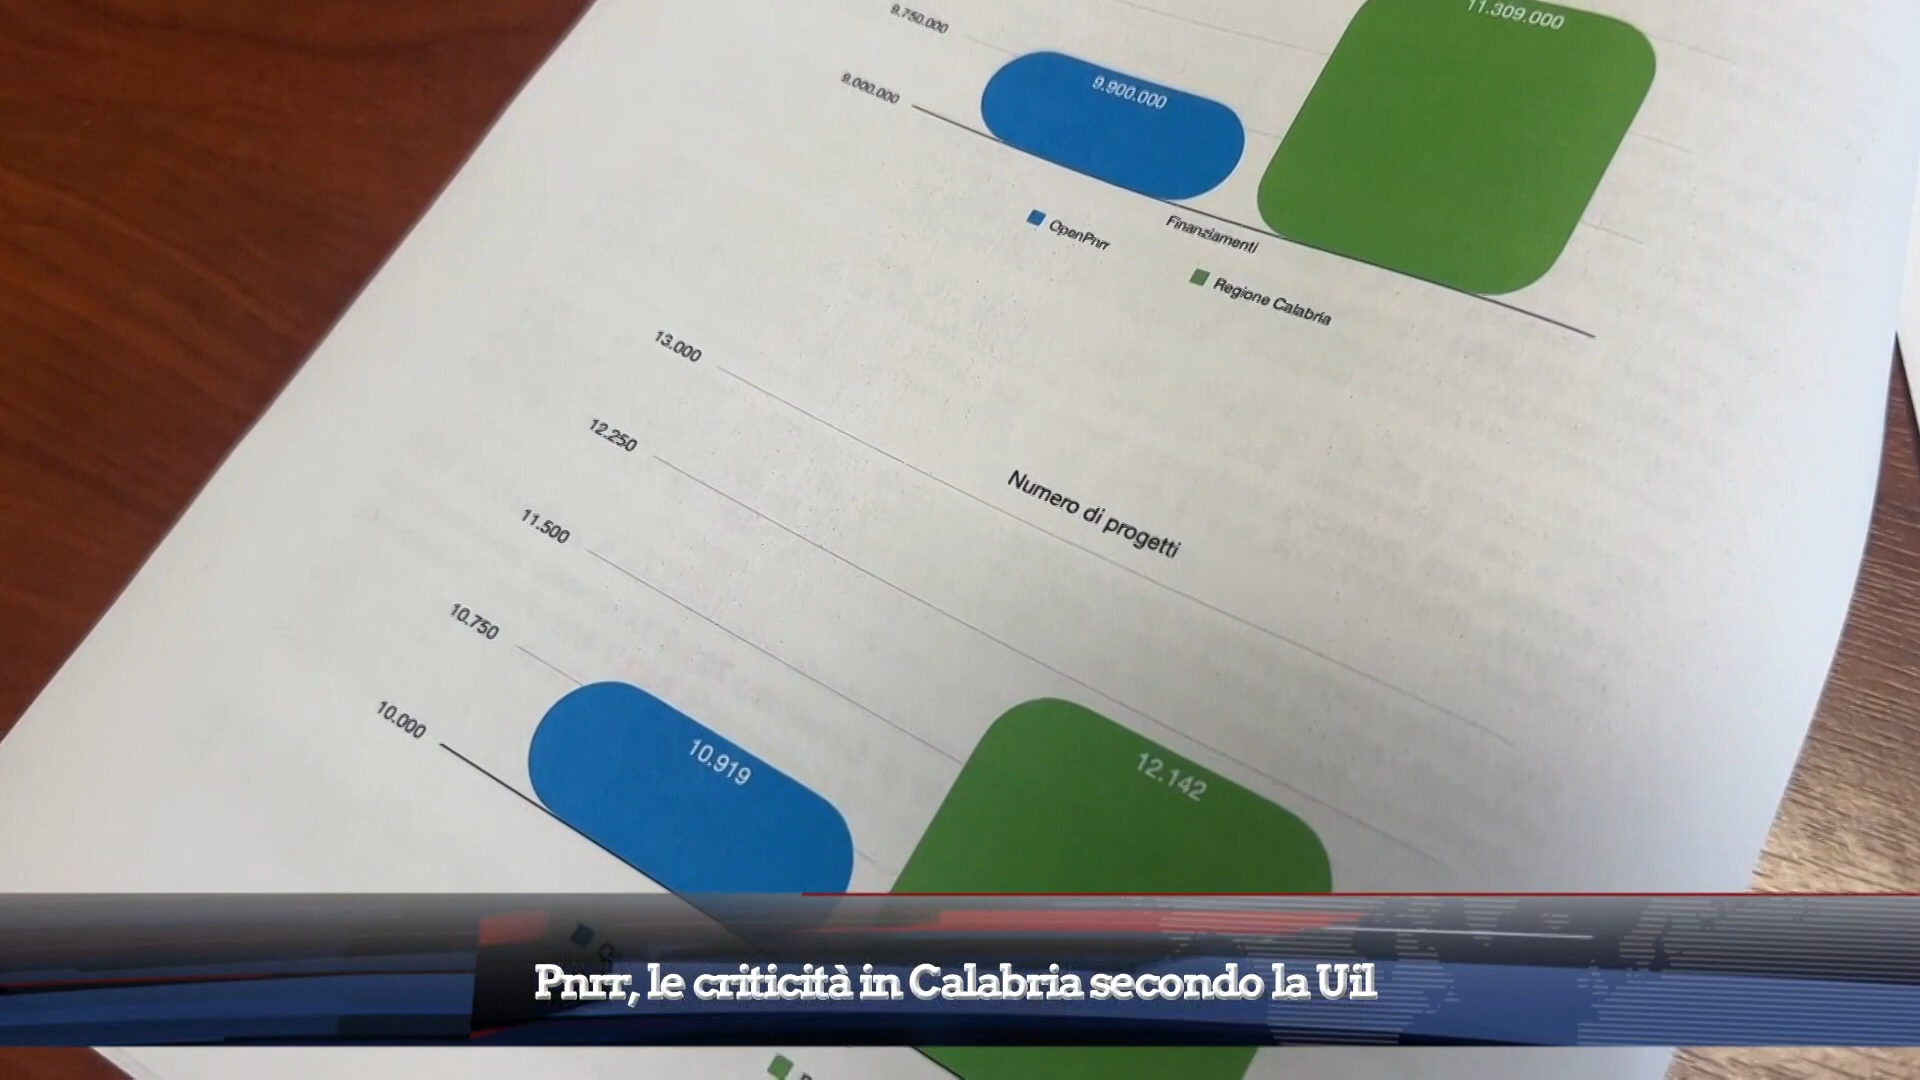 11.309.000
9.750.000
9.900.000
9.000.000
Finanziamenti
OpenPnrr
Regione Calabria
13.000
12.250
Numero di progetti
11.500
10.750
10.000
10.919
12.142
Pnrr, le criticità in Calabria secondo la Uil